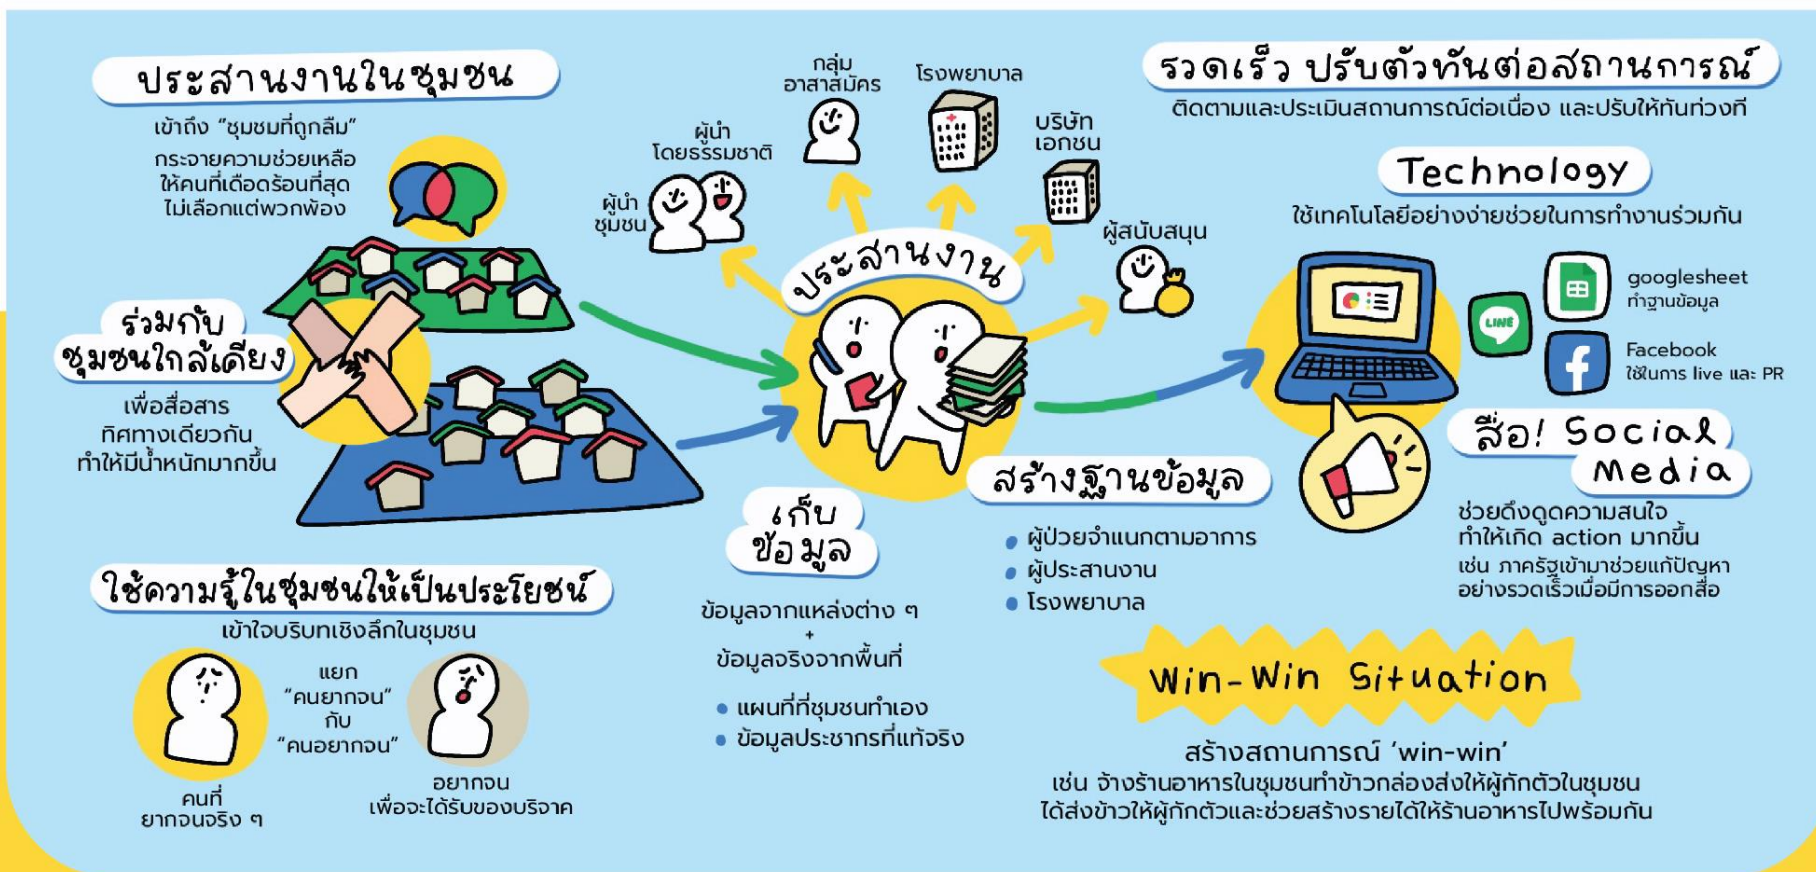 ประสานงานในชุมชน
เข้าถึง “ชุมชมที่ถูกลืม”
กระจายความช่วยเหลือ
ให้คนที่เดือดร้อนที่สุด
ไม่เลือกแต่พวกพ้อง
ร่วมกับ
ชุมชนใกล้เคียง
เพื่อสื่อสาร
ทิศทางเดียวกัน
ทำให้มีน้ำหนักมากขึ้น
ใช้ความรู้ในชุมชนให้เป็นประโยชน์
เข้าใจบริบทเชิงลึกในชุมชน
แยก
“คนยากจน”
กับ
“คนอยากจน”
คนที่
ยากจนจริง ๆ
อยากจน
เพื่อจะได้รับของบริจาค
ผู้นำ
ชุมชน
ผู้นำ
โดยธรรมชาติ
กลุ่ม
อาสาสมัคร
โรงพยาบาล
บริษัท
เอกชน
ผู้สนับสนุน
ประสานงาน
เก็บ
ข้อมูล
ข้อมูลจากแหล่งต่าง ๆ
+
ข้อมูลจริงจากพื้นที่
• แผนที่ที่ชุมชนทำเอง
• ข้อมูลประชากรที่แท้จริง
สร้างฐานข้อมูล
• ผู้ป่วยจำแนกตามอาการ
• ผู้ประสานงาน
• โรงพยาบาล
รวดเร็ว ปรับตัวทันต่อสถานการณ์
ติดตามและประเมินสถานการณ์ต่อเนื่อง และปรับให้ทันท่วงที
Technology
ใช้เทคโนโลยีอย่างง่ายช่วยในการทำงานร่วมกัน
LINE
googlesheet
ทำฐานข้อมูล
f
Facebook
ใช้ในการ live และ PR
สื่อ! Social
Media
ช่วยดึงดูดความสนใจ
ทำให้เกิด action มากขึ้น
เช่น ภาครัฐเข้ามาช่วยแก้ปัญหา
อย่างรวดเร็วเมื่อมีการออกสื่อ
Win-Win Situation
สร้างสถานการณ์ ‘win-win’
เช่น จ้างร้านอาหารในชุมชนทำข้าวกล่องส่งให้ผู้กักตัวในชุมชน
ได้ส่งข้าวให้ผู้กักตัวและช่วยสร้างรายได้ให้ร้านอาหารไปพร้อมกัน